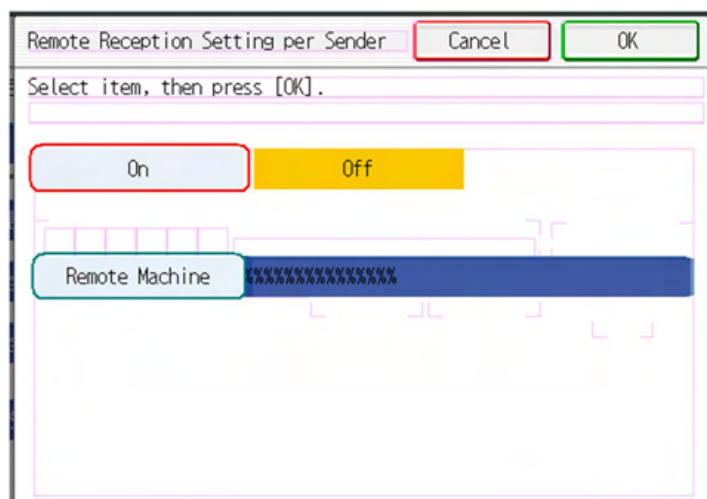 Remote Reception Setting per Sender Cancel OK
Select item, then press [OK].
On Off
Remote Machine %%%%%%%%%%%%%%%